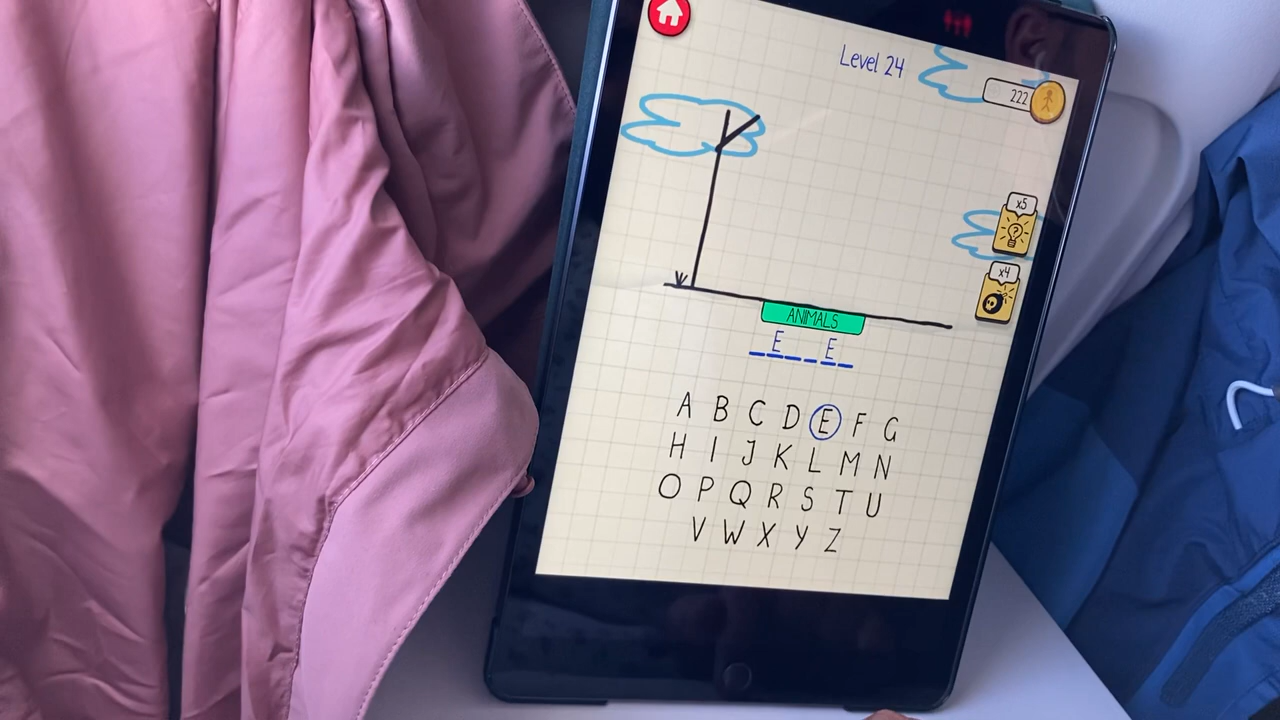 Level 24
222
x5
x4
ANIMALS
_ E _ _ E _
A B C D E F G
H I J K L M N
O P Q R S T U
V W X Y Z